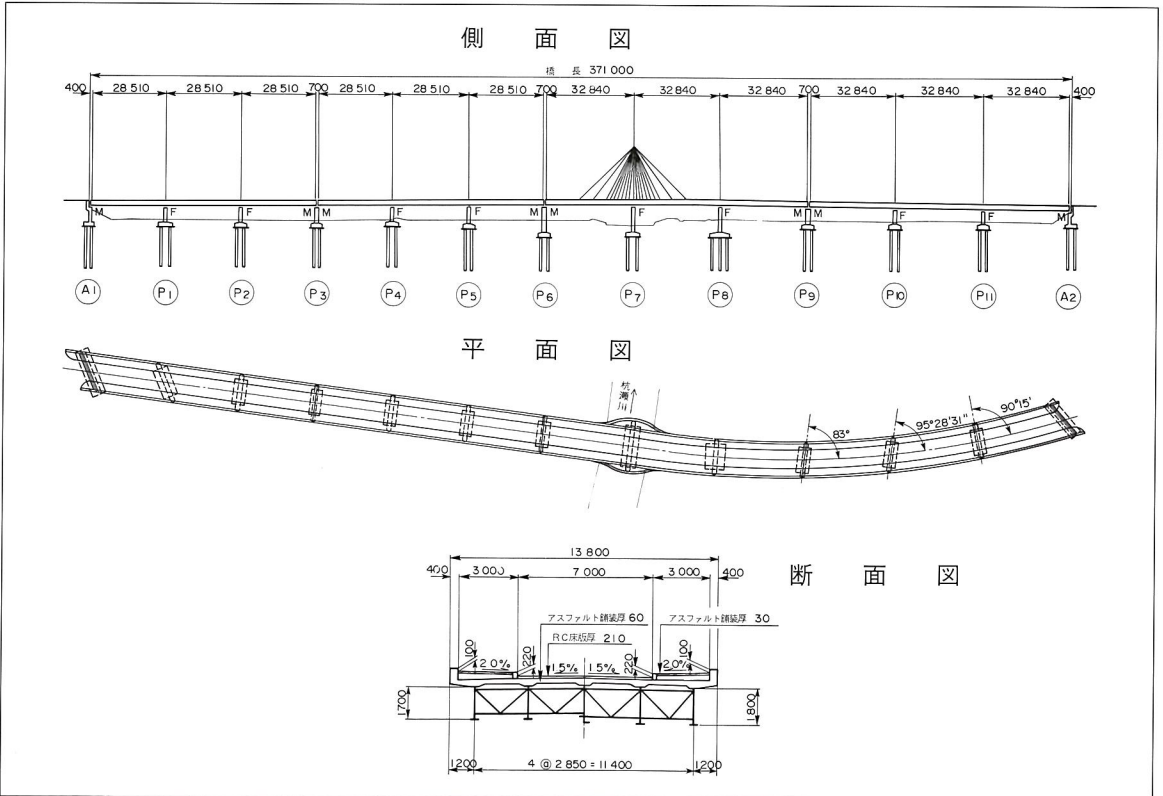 側 面 図
橋 長 371 000
400 28 510 28 510 28 510 700 28 510 28 510 28 510 700 32 840 32 840 32 840 700 32 840 32 840 32 840 400
M F F M M F F M M F F M M F F M
A1 P1 P2 P3 P4 P5 P6 P7 P8 P9 P10 P11 A2
平 面 図
杭瀬川
83°
95°28'31"
90°15'
断 面 図
13 800
400 3 000 7 000 3 000 400
アスファルト舗装厚 60
アスファルト舗装厚 30
RC床版厚 210
100 2.0% 220 1.5% 1.5% 220 2.0% 100
1700
1800
1200 4 @ 2 850 = 11 400 1200